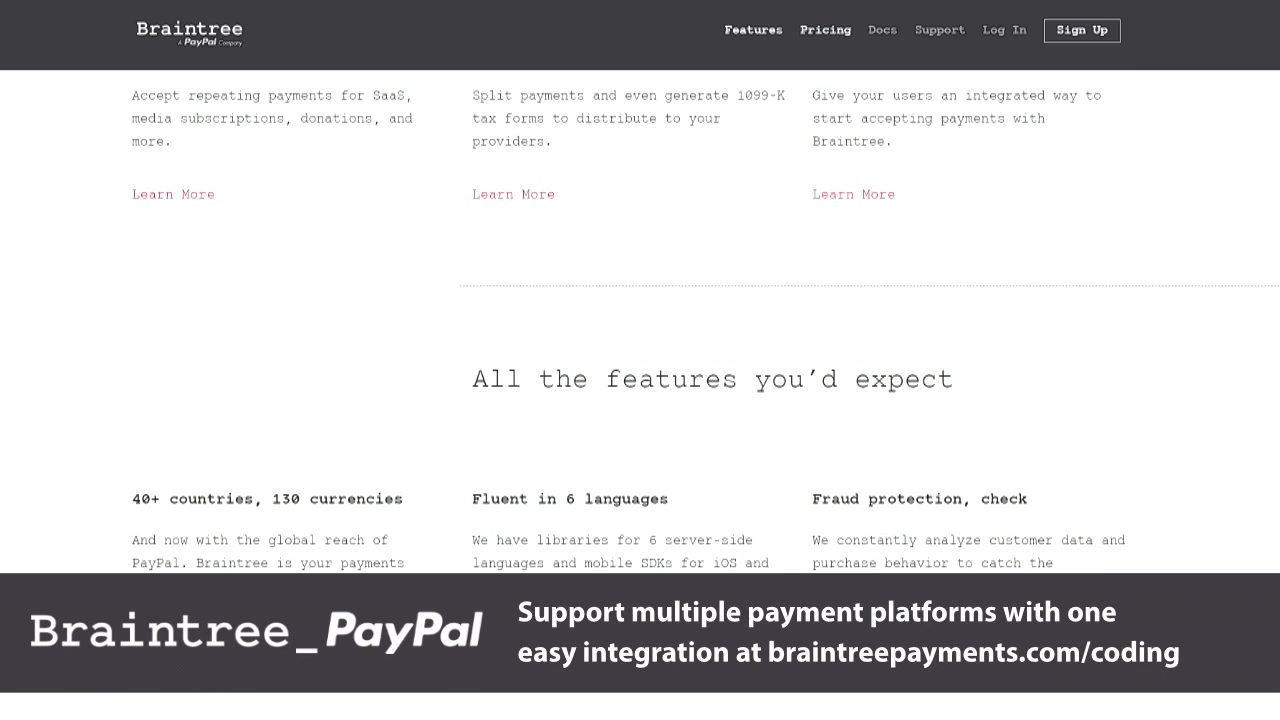 Braintree
A PayPal Company
Features Pricing Docs Support Log In Sign Up
Accept repeating payments for SaaS,
media subscriptions, donations, and
more.
Learn More
Split payments and even generate 1099-K
tax forms to distribute to your
providers.
Learn More
Give your users an integrated way to
start accepting payments with
Braintree.
Learn More
All the features you’d expect
40+ countries, 130 currencies
And now with the global reach of
PayPal. Braintree is your payments
Fluent in 6 languages
We have libraries for 6 server-side
languages and mobile SDKs for iOS and
Fraud protection, check
We constantly analyze customer data and
purchase behavior to catch the
Braintree_PayPal
Support multiple payment platforms with one
easy integration at braintreepayments.com/coding